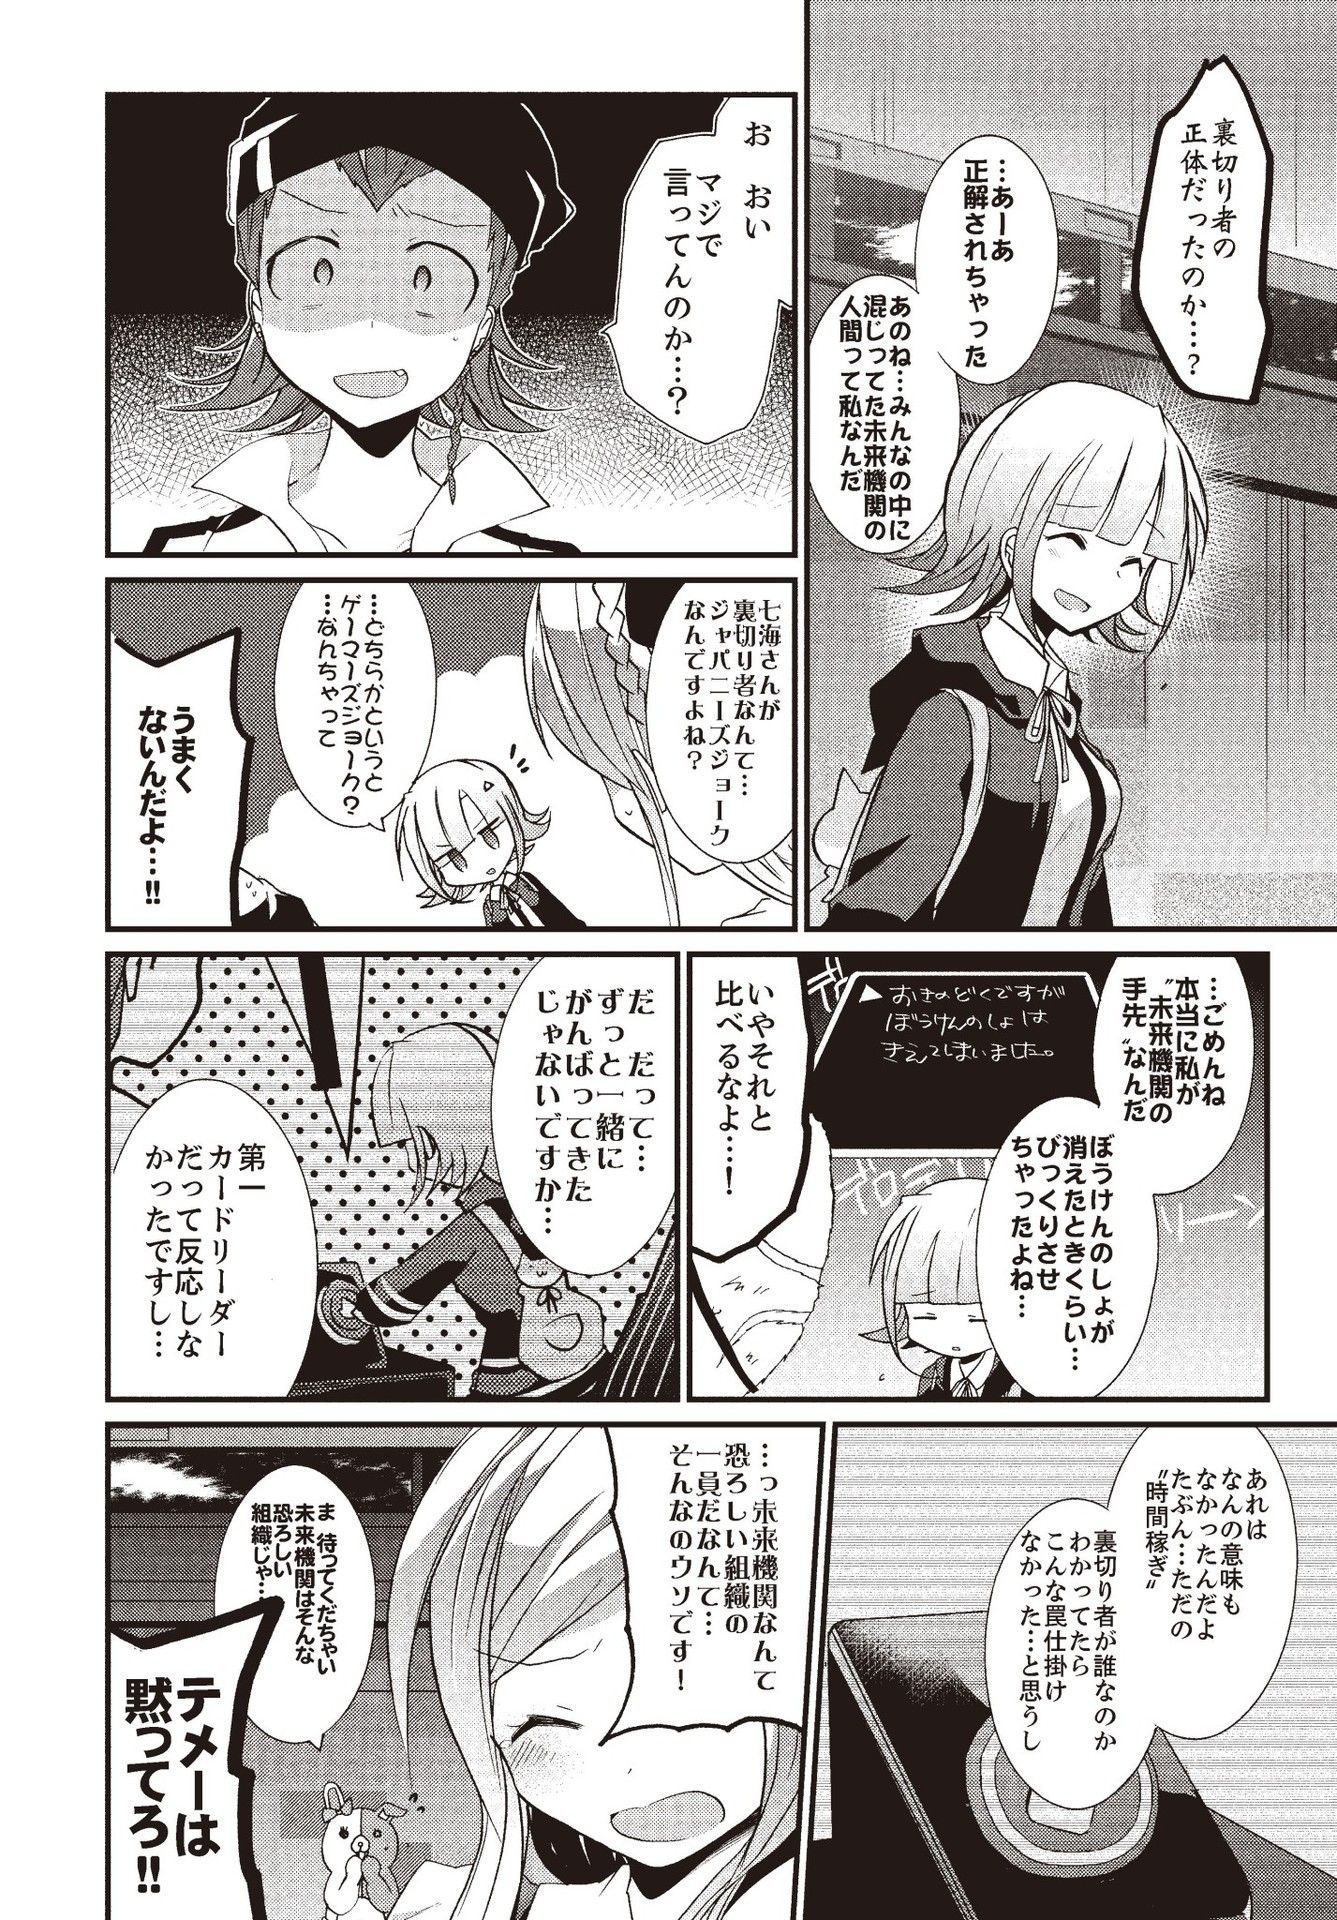 裏切り者の
正体だったのか…？
…あーあ
正解されちゃった
あのね…みんなの中に
混じってた未来機関の
人間って私なんだ
お　おい
マジで
言ってんのか…？
七海さんが
裏切り者なんて…
ジャパニーズジョーク
なんですよね？
…どちらかというと
ゲーマーズジョーク？
…なんちゃって
うまく
ないんだよ…!!
…ごめんね
本当に私が
〝未来機関の
手先〟なんだ
ぼうけんのしょが
消えたときくらい…
びっくりさせ
ちゃったよね…
▶おきのどくですが
ぼうけんのしょは
きえてしまいました。
デロデロリーン
いやそれと
比べるなよ…！
だ　だって…
ずっと一緒に
がんばってきた
じゃないですか…
第一
カードリーダー
だって反応しな
かったですし…
あれは
なんの意味も
なかったんだよ
たぶん…ただの
〝時間稼ぎ〟
裏切り者が誰なのか
わかってたら
こんな罠仕掛け
なかった…と思うし
…っ未来機関なんて
恐ろしい組織の
一員だなんて…
そんなのウソです！
ま　待ってくだちゃい
未来機関はそんな
恐ろしい
組織じゃ…
テメーは
黙ってろ!!